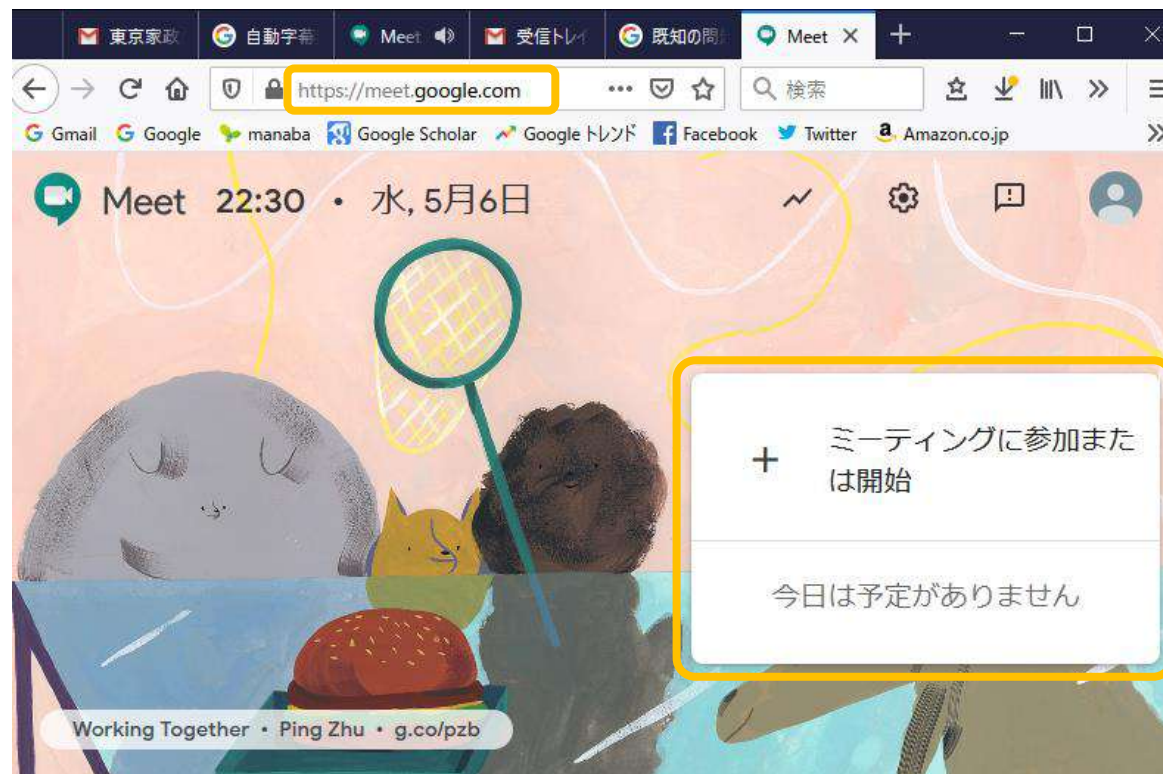 東京家政 自動字幕 Meet 受信トレイ 既知の問 Meet
https://meet.google.com 検索
Gmail Google manaba Google Scholar Google トレンド Facebook Twitter Amazon.co.jp
Meet 22:30 • 水, 5月6日
ミーティングに参加また
は開始
今日は予定がありません
Working Together • Ping Zhu • g.co/pzb